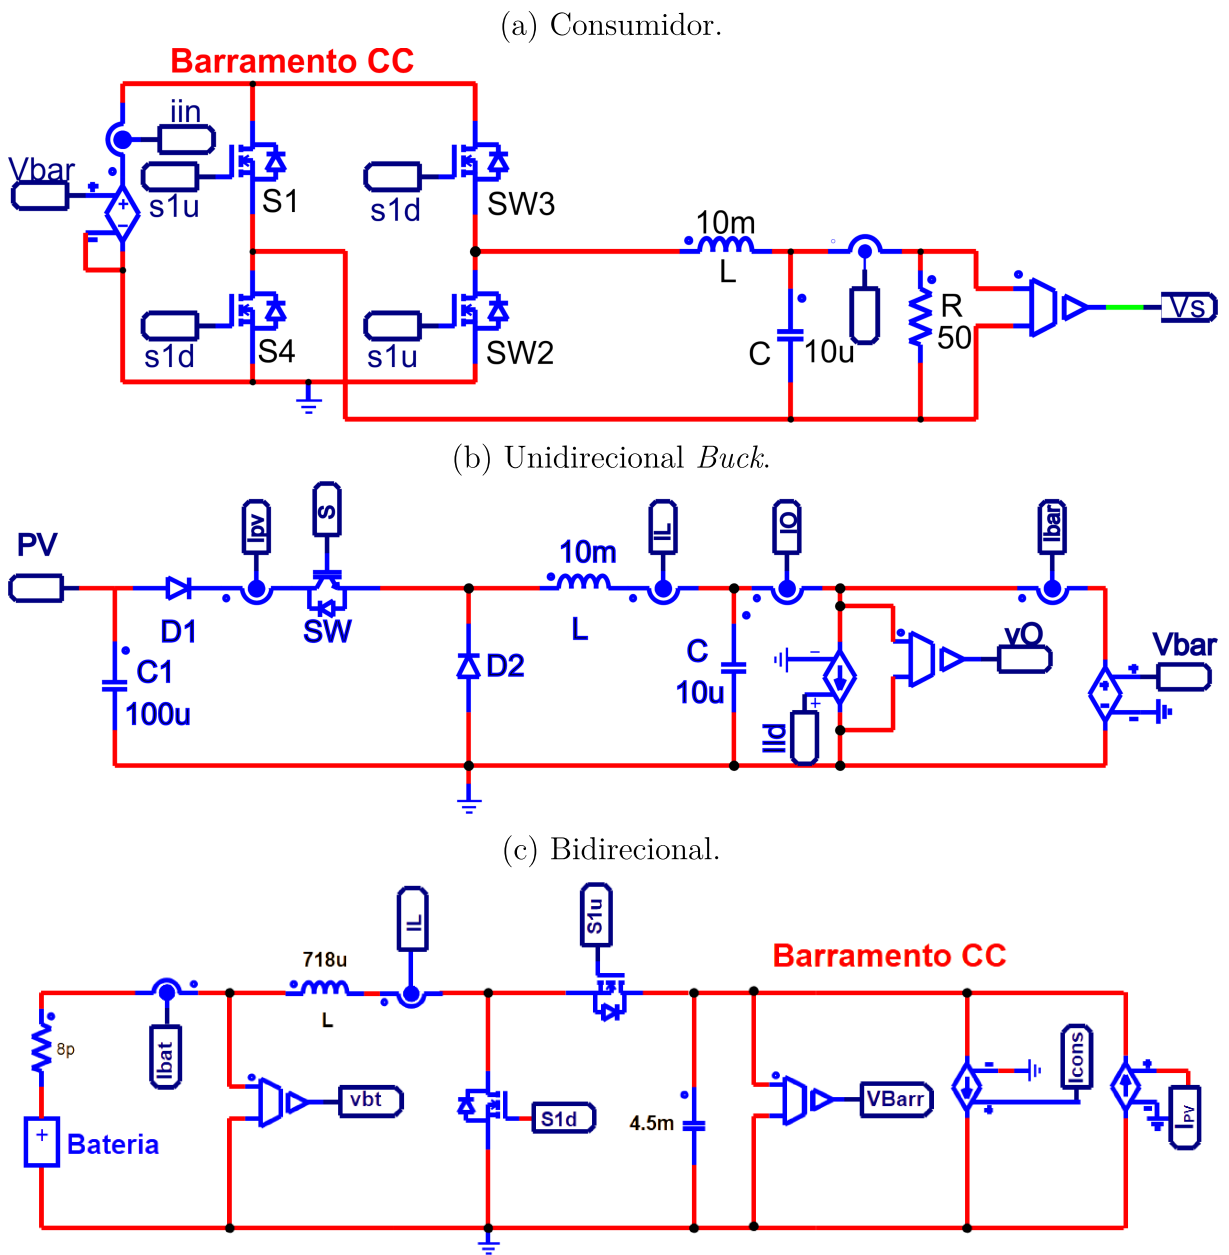 (a) Consumidor.
Barramento CC
iin
Vbar
s1u
S1
s1d
SW3
10m
L
s1d
S4
s1u
SW2
C
10u
R
50
Vs
(b) Unidirecional Buck.
PV
Ipv
S
10m
IL
IO
Ibar
D1
SW
L
C1
100u
D2
C
10u
vO
Vbar
Ild
(c) Bidirecional.
IL
S1u
718u
L
Barramento CC
8p
Ibat
vbt
S1d
4.5m
VBarr
Icons
IPV
Bateria